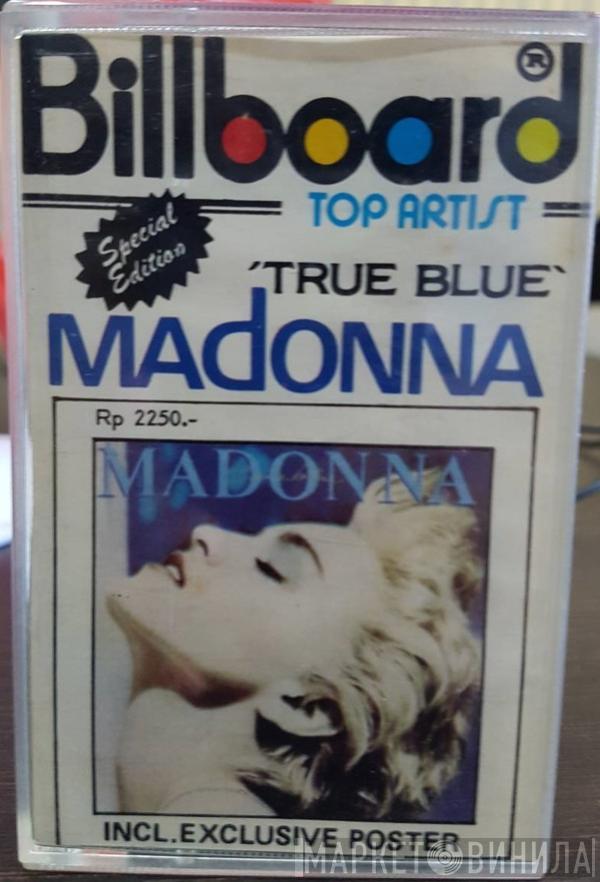 Billboard®
TOP ARTIST
Special
Edition
'TRUE BLUE`
MADONNA
Rp 2250.-
MADONNA
INCL.EXCLUSIVE POSTER
МАРКЕТ ВИНИЛА